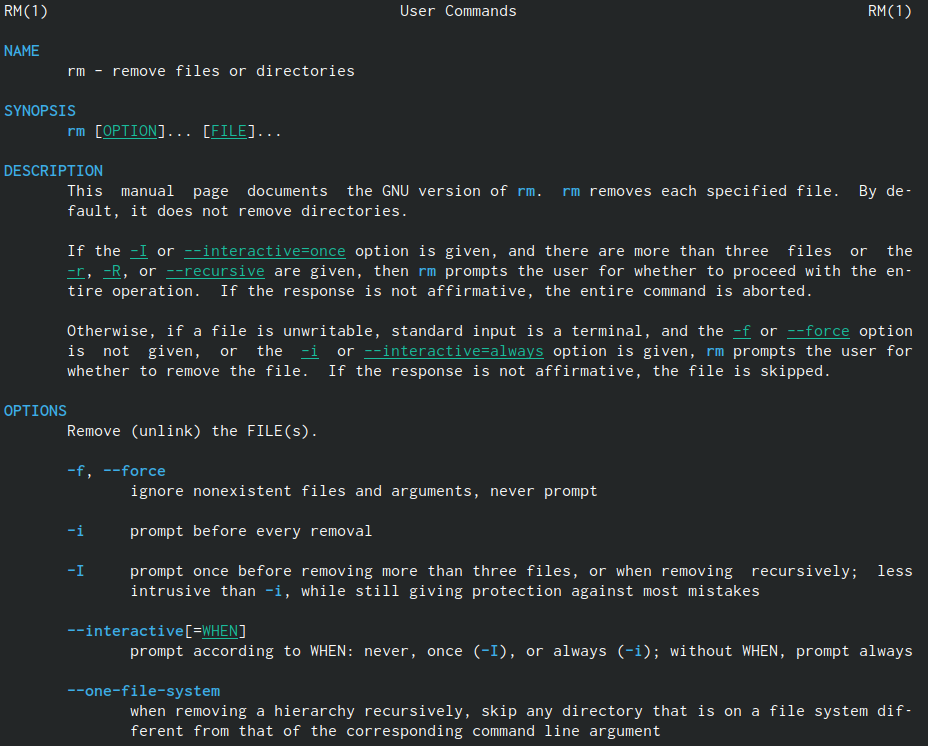 RM(1) User Commands RM(1)
NAME
rm - remove files or directories
SYNOPSIS
rm [OPTION]... [FILE]...
DESCRIPTION
This manual page documents the GNU version of rm. rm removes each specified file. By de-
fault, it does not remove directories.
If the -I or --interactive=once option is given, and there are more than three files or the
-r, -R, or --recursive are given, then rm prompts the user for whether to proceed with the en-
tire operation. If the response is not affirmative, the entire command is aborted.
Otherwise, if a file is unwritable, standard input is a terminal, and the -f or --force option
is not given, or the -i or --interactive=always option is given, rm prompts the user for
whether to remove the file. If the response is not affirmative, the file is skipped.
OPTIONS
Remove (unlink) the FILE(s).
-f, --force
ignore nonexistent files and arguments, never prompt
-i prompt before every removal
-I prompt once before removing more than three files, or when removing recursively; less
intrusive than -i, while still giving protection against most mistakes
--interactive[=WHEN]
prompt according to WHEN: never, once (-I), or always (-i); without WHEN, prompt always
--one-file-system
when removing a hierarchy recursively, skip any directory that is on a file system dif-
ferent from that of the corresponding command line argument